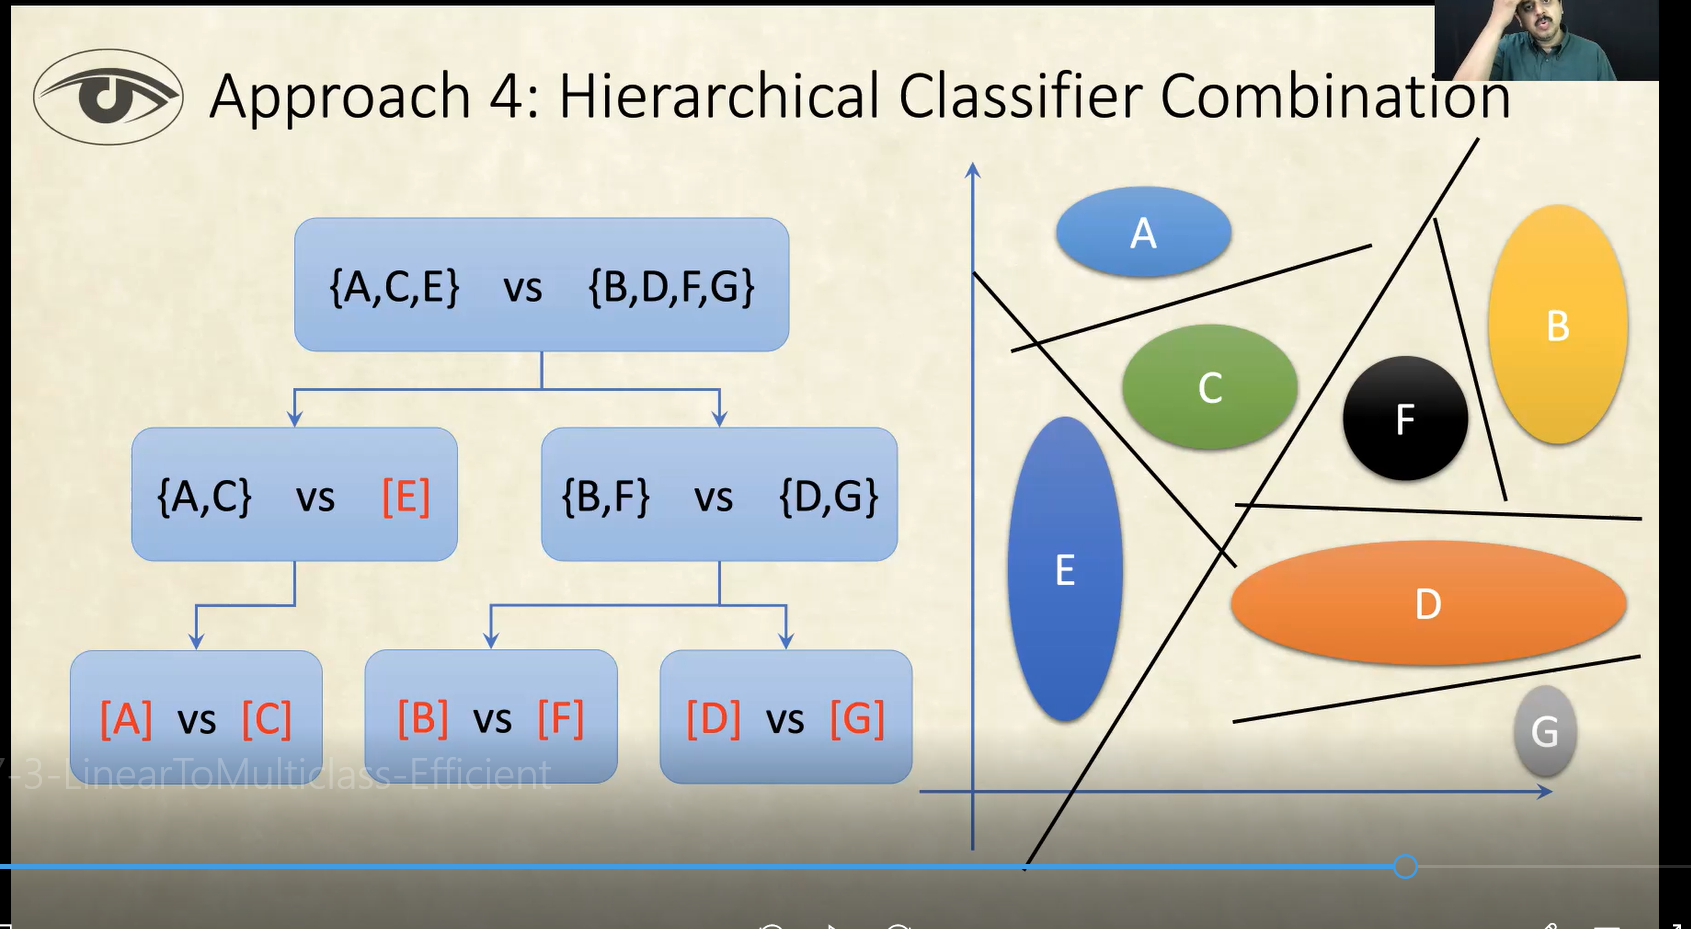 Approach 4: Hierarchical Classifier Combination
{A,C,E} vs {B,D,F,G}
{A,C} vs [E]
{B,F} vs {D,G}
[A] vs [C]
[B] vs [F]
[D] vs [G]
A
B
C
F
E
D
G
-3-LinearToMulticlass-Efficient